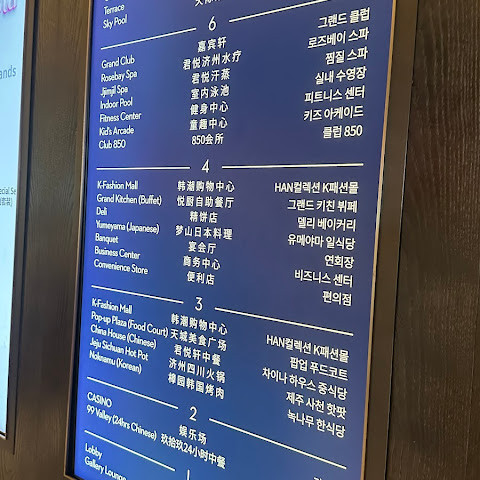 Terrace
Sky Pool
6
Grand Club 嘉宾轩 그랜드 클럽
Rosebay Spa 君悦济州水疗 로즈베이 스파
Jjimjil Spa 君悦汗蒸 찜질 스파
Indoor Pool 室内泳池 실내 수영장
Fitness Center 健身中心 피트니스 센터
Kid's Arcade 童趣中心 키즈 아케이드
Club 850 850会所 클럽 850
4
K-Fashion Mall 韩潮购物中心 HAN컬렉션 K패션몰
Grand Kitchen (Buffet) 悦厨自助餐厅 그랜드 키친 뷔페
Deli 精饼店 델리 베이커리
Yumeyama (Japanese) 梦山日本料理 유메야마 일식당
Banquet 宴会厅 연회장
Business Center 商务中心 비즈니스 센터
Convenience Store 便利店 편의점
3
K-Fashion Mall 韩潮购物中心 HAN컬렉션 K패션몰
Pop-up Plaza (Food Court) 天城美食广场 팝업 푸드코트
China House (Chinese) 君悦轩中餐 차이나 하우스 중식당
Jeju Sichuan Hot Pot 济州四川火锅 제주 사천 핫팟
Noknamu (Korean) 樟园韩国烤肉 녹나무 한식당
2
CASINO 娱乐场
99 Valley (24hrs Chinese) 玖拾玖24小时中餐
1
Lobby
Gallery Lounge